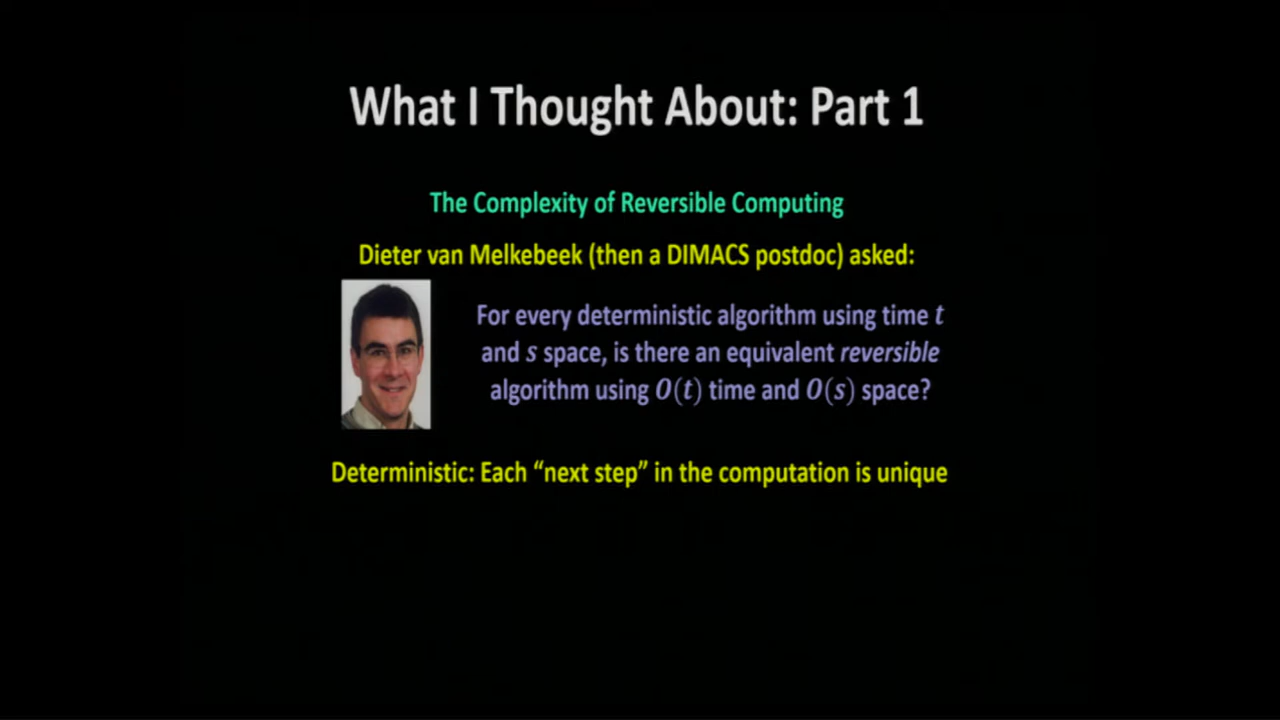 What I Thought About: Part 1
The Complexity of Reversible Computing
Dieter van Melkebeek (then a DIMACS postdoc) asked:
For every deterministic algorithm using time t
and s space, is there an equivalent reversible
algorithm using O(t) time and O(s) space?
Deterministic: Each “next step” in the computation is unique